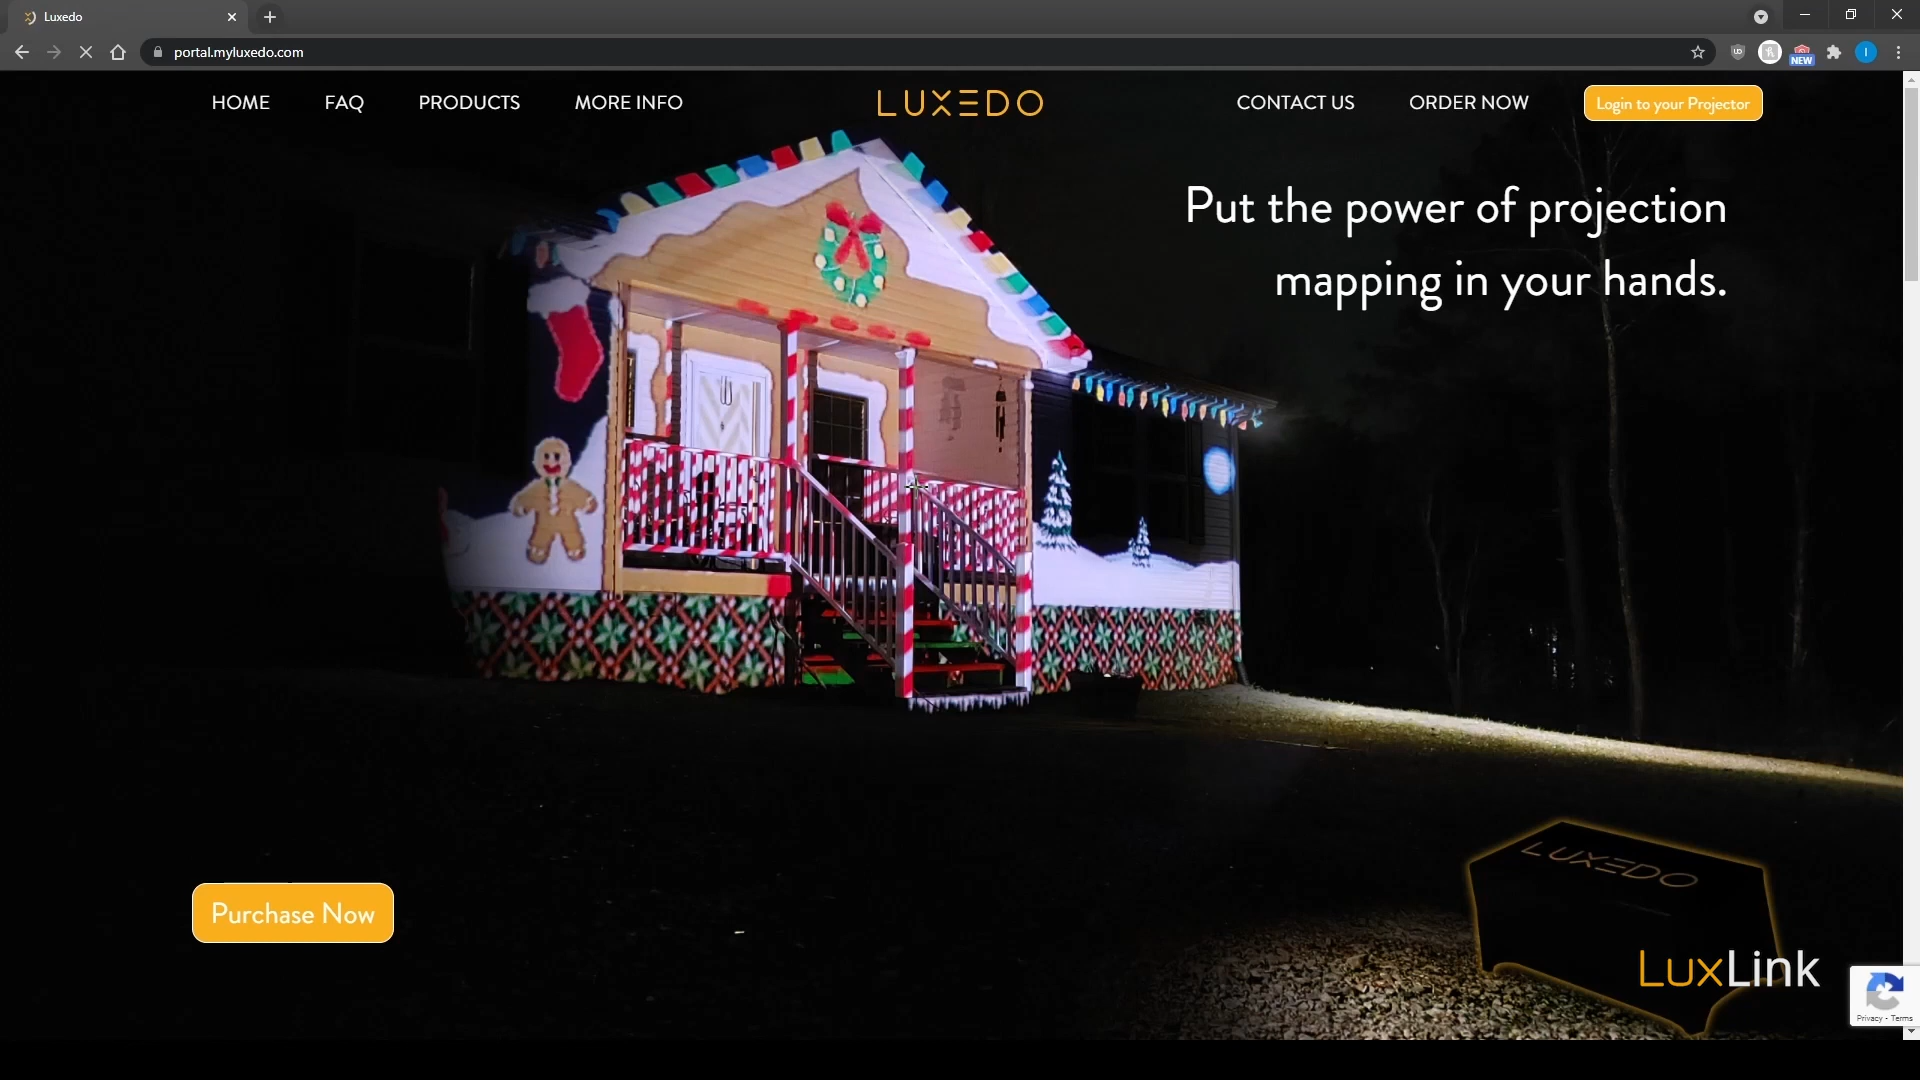 Luxedo
portal.myluxedo.com
NEW
HOME FAQ PRODUCTS MORE INFO LUXEDO CONTACT US ORDER NOW Login to your Projector
Put the power of projection
mapping in your hands.
LUXEDO
Purchase Now
LuxLink
Privacy - Terms